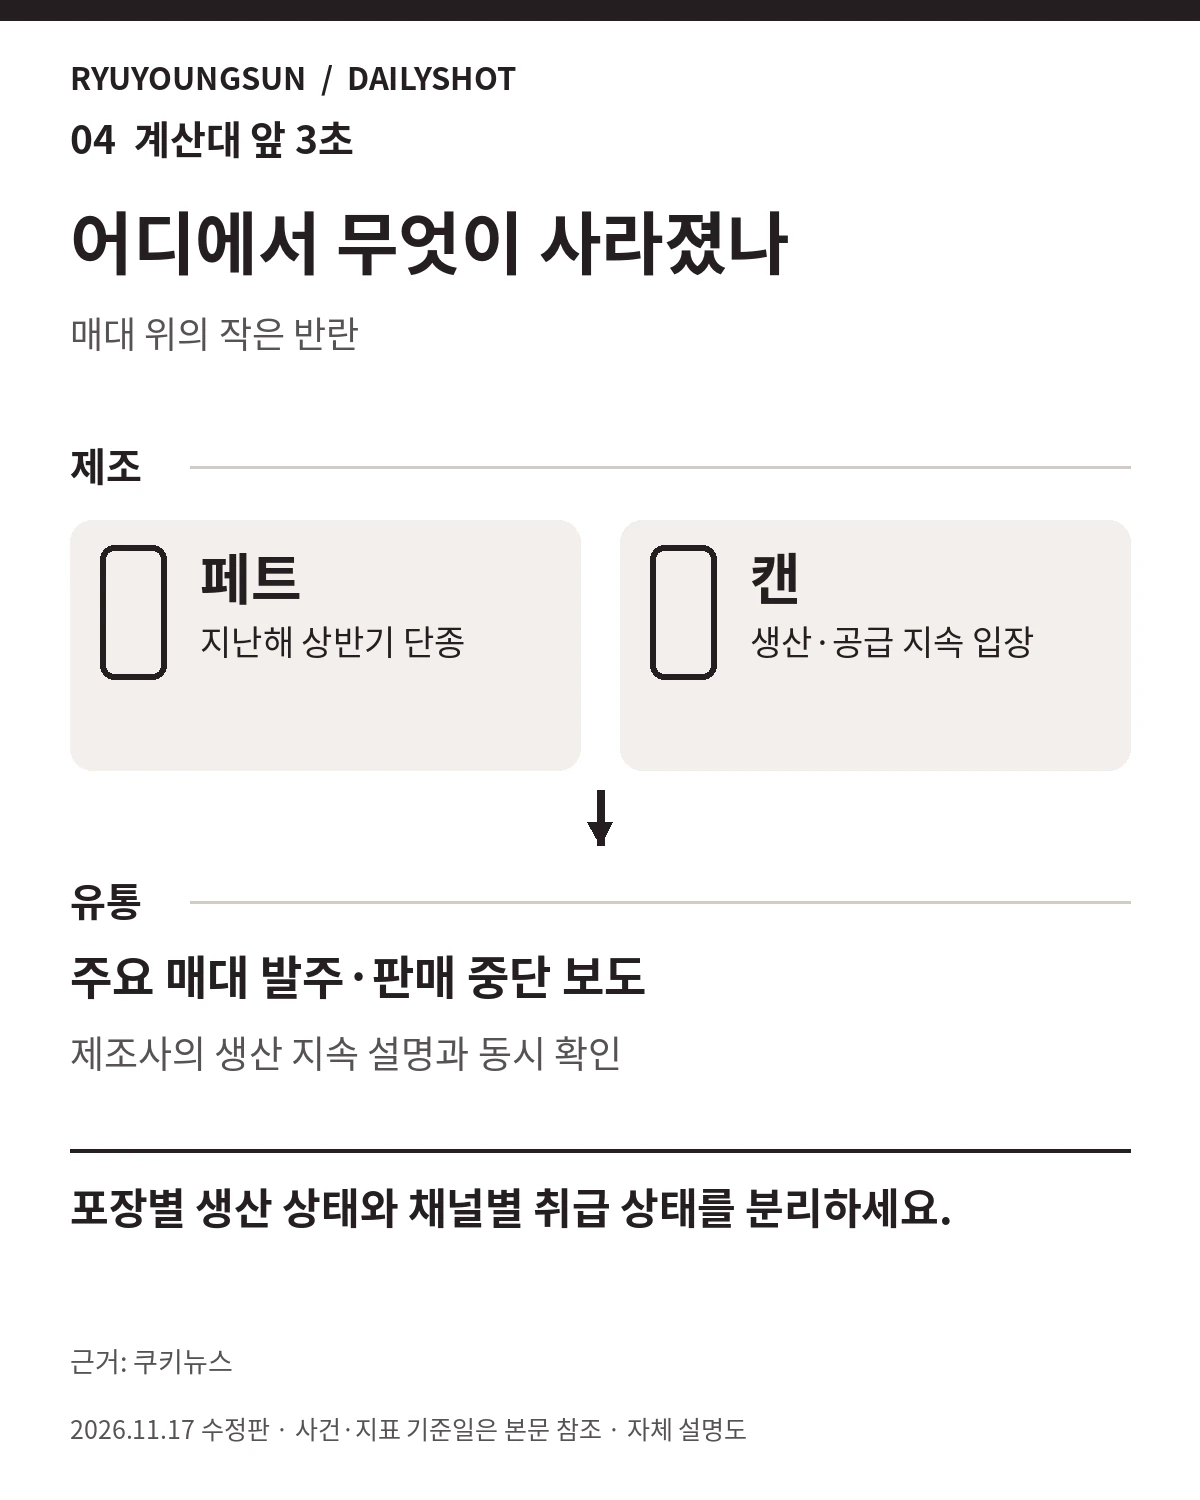 RYUYOUNGSUN / DAILYSHOT
04 계산대 앞 3초
어디에서 무엇이 사라졌나
매대 위의 작은 반란
제조
페트
지난해 상반기 단종
캔
생산·공급 지속 입장
유통
주요 매대 발주·판매 중단 보도
제조사의 생산 지속 설명과 동시 확인
포장별 생산 상태와 채널별 취급 상태를 분리하세요.
근거: 쿠키뉴스
2026.11.17 수정판 · 사건·지표 기준일은 본문 참조 · 자체 설명도